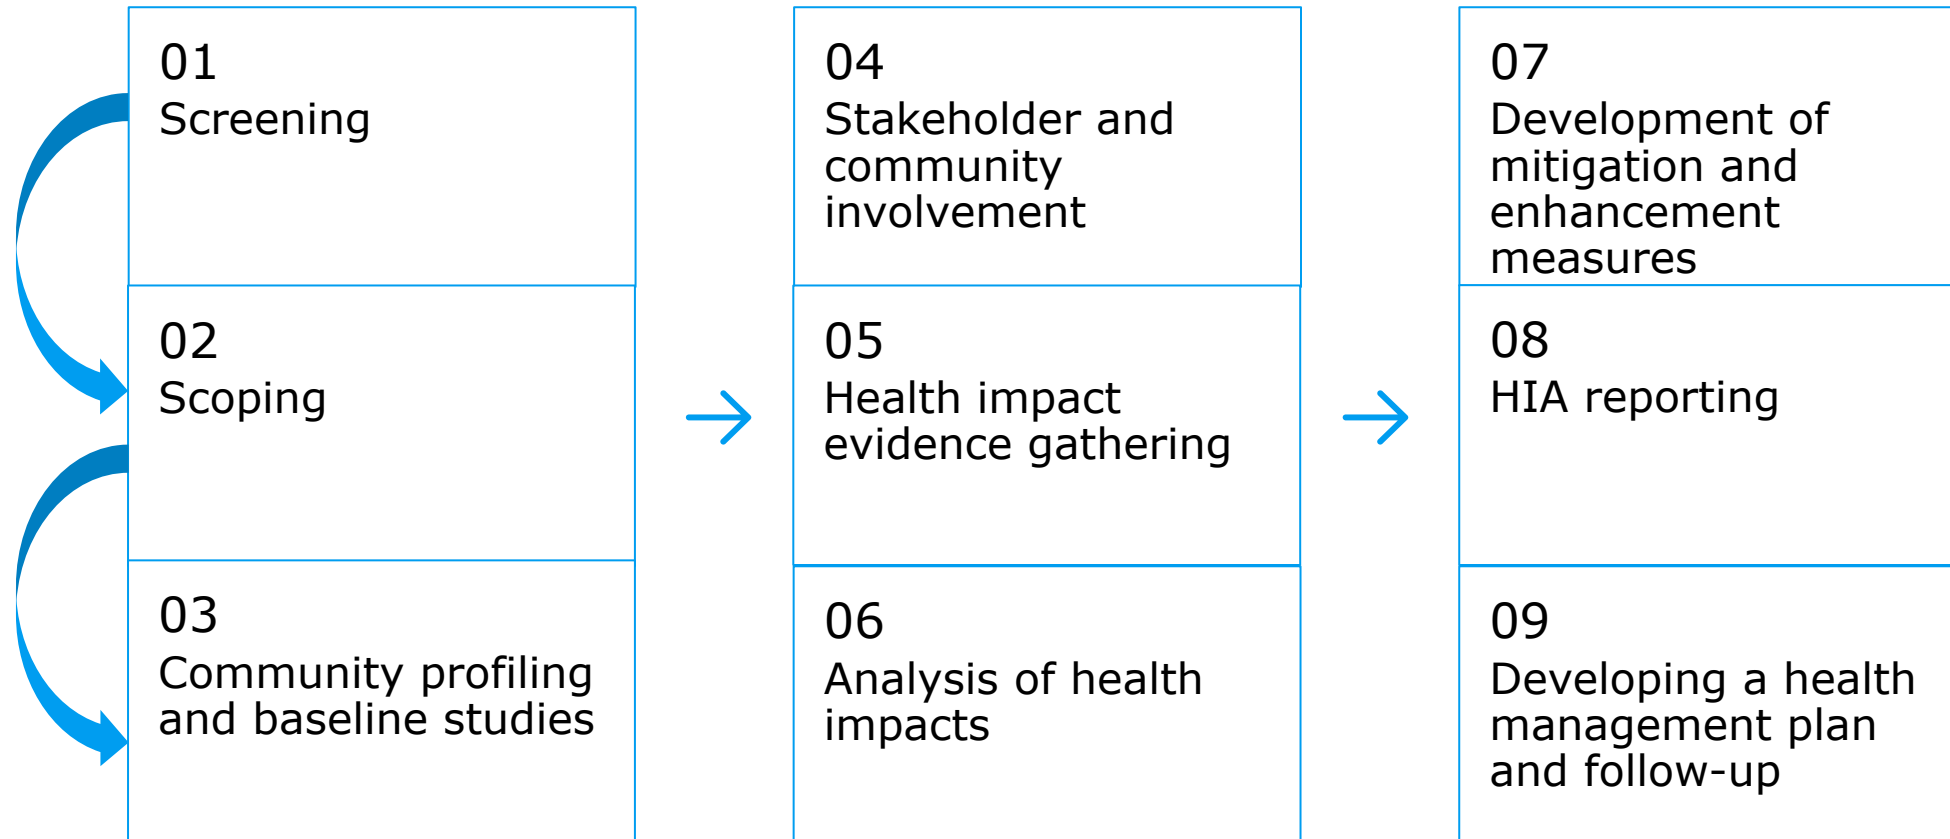 01
Screening
02
Scoping
03
Community profiling
and baseline studies
04
Stakeholder and
community
involvement
05
Health impact
evidence gathering
06
Analysis of health
impacts
07
Development of
mitigation and
enhancement
measures
08
HIA reporting
09
Developing a health
management plan
and follow-up